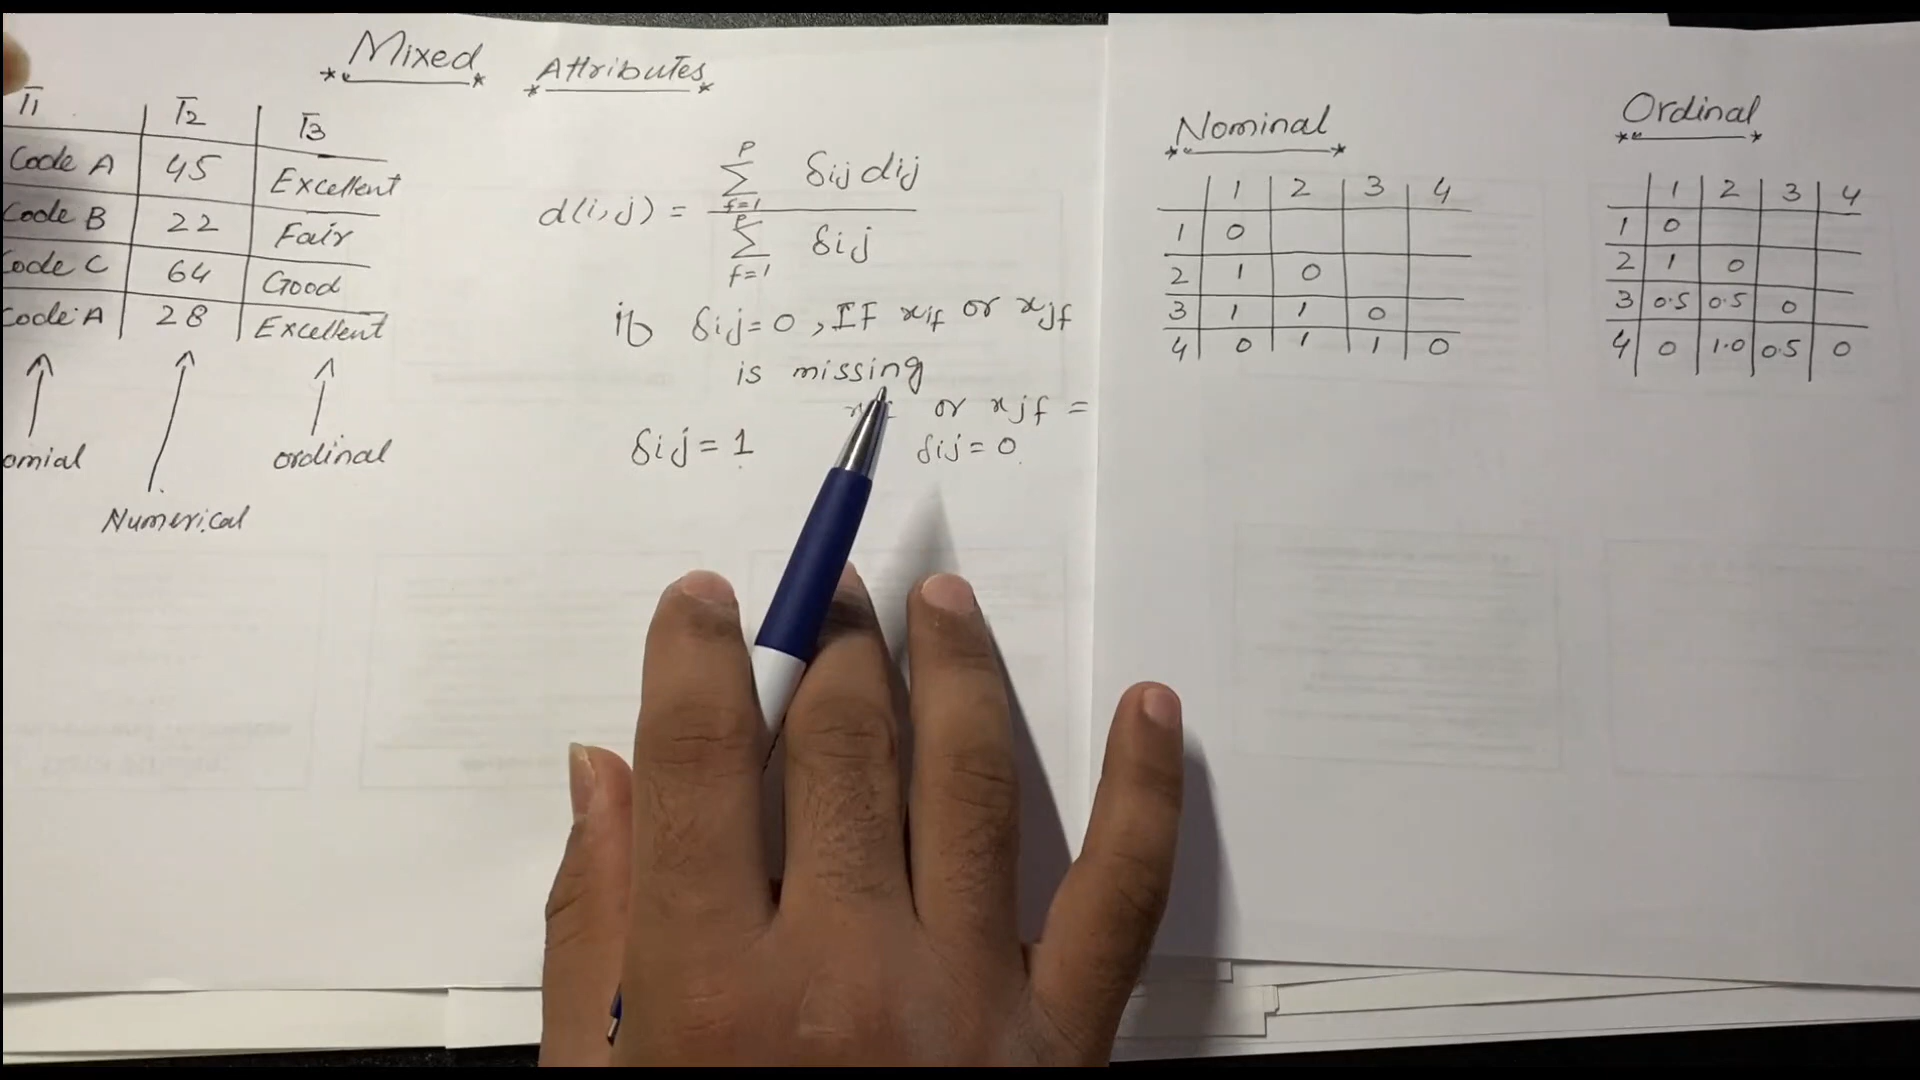 Mixed Attributes
T1 T2 T3
Code A 45 Excellent
Code B 22 Fair
Code C 64 Good
Code A 28 Excellent
omial
Numerical
ordinal
d(i,j) = Σ^P_f=1 δij dij / Σ^P_f=1 δij
if δij=0, IF xif or xjf
is missing
or xjf =
δij = 1 δij = 0
Nominal
1 2 3 4
1 0
2 1 0
3 1 1 0
4 0 1 1 0
Ordinal
1 2 3 4
1 0
2 1 0
3 0.5 0.5 0
4 0 1.0 0.5 0